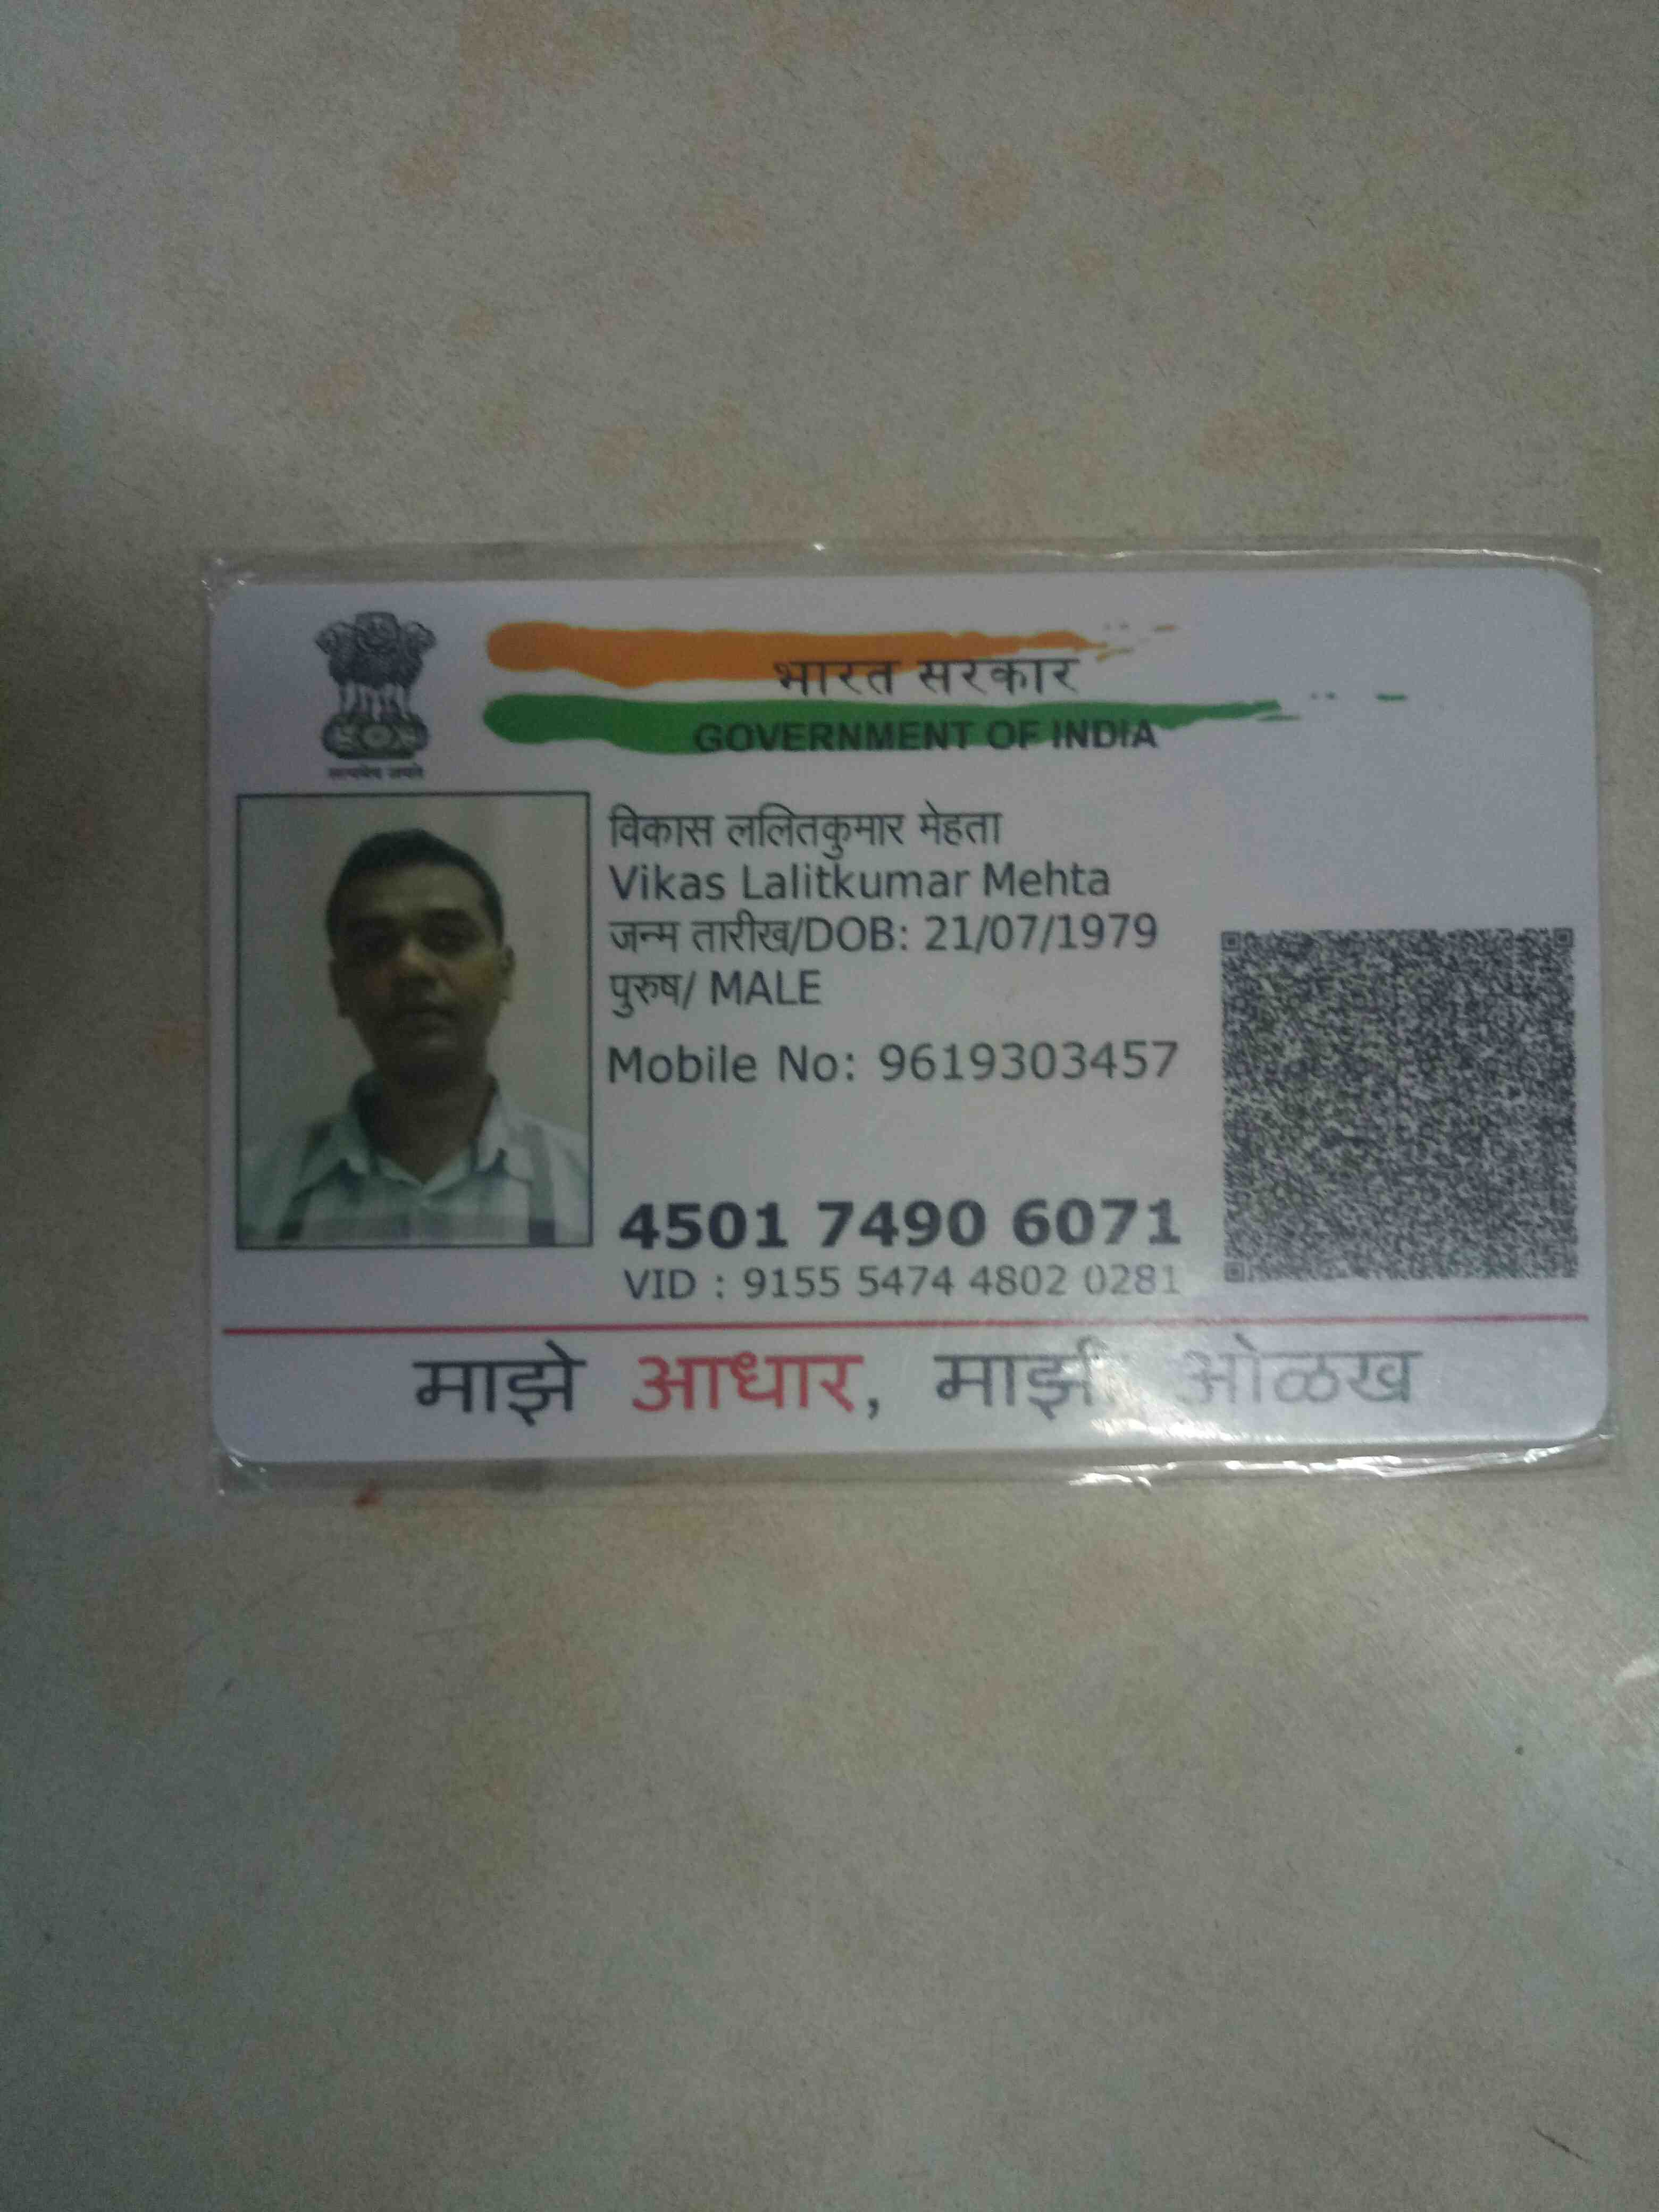 सत्यमेव जयते
भारत सरकार
GOVERNMENT OF INDIA
विकास ललितकुमार मेहता
Vikas Lalitkumar Mehta
जन्म तारीख/DOB: 21/07/1979
पुरुष/ MALE
Mobile No: 9619303457
4501 7490 6071
VID : 9155 5474 4802 0281
माझे आधार, माझी ओळख